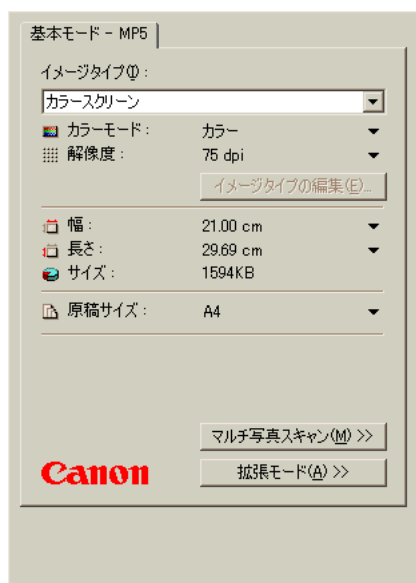 基本モード - MP5
イメージタイプ(I):
カラースクリーン
カラーモード: カラー
解像度: 75 dpi
イメージタイプの編集(E)...
幅: 21.00 cm
長さ: 29.69 cm
サイズ: 1594KB
原稿サイズ: A4
マルチ写真スキャン(M) >>
Canon
拡張モード(A) >>